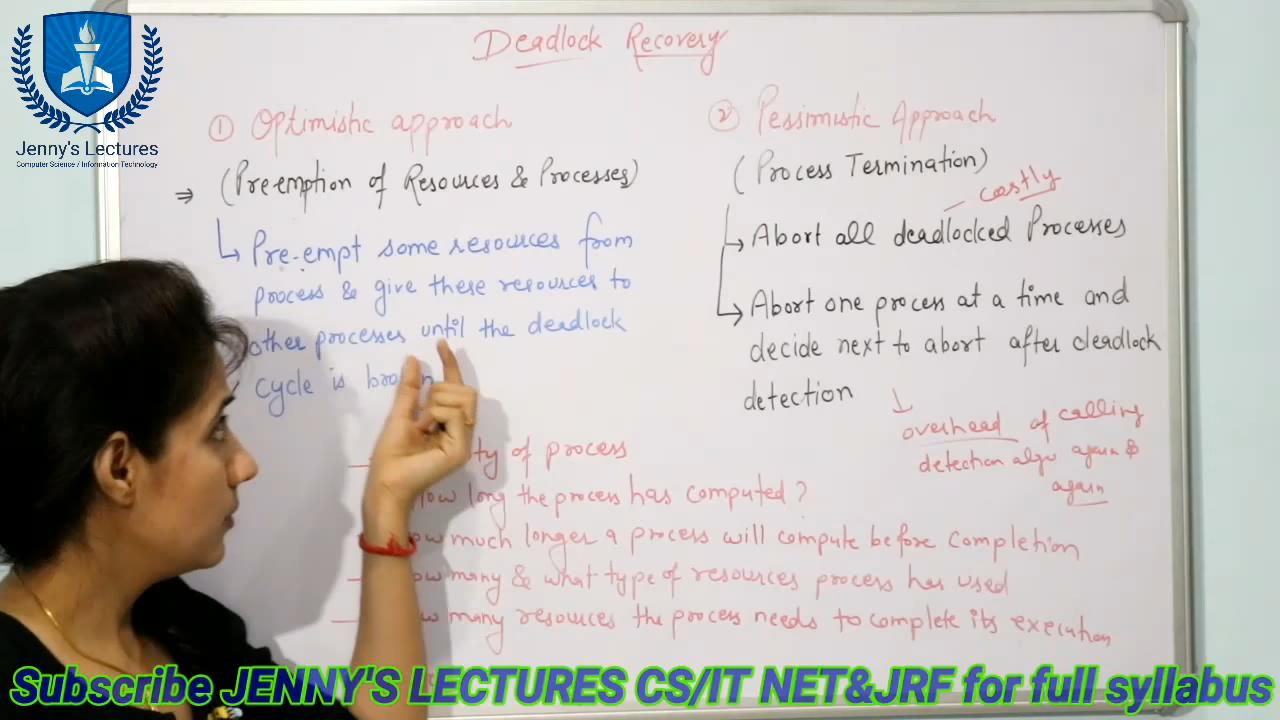 Jenny's Lectures
Computer Science / Information Technology
Deadlock Recovery
① Optimistic approach
⇒ (Preemption of Resources & Processes)
↳ Pre-empt some resources from
process & give these resources to
other processes until the deadlock
cycle is
② Pessimistic Approach
(Process Termination)
costly
Abort all deadlocked Processes
Abort one process at a time and
decide next to abort after deadlock
detection
↓
overhead of calling
detection algo again &
again
of process
long the process has computed?
much longer a process will compute before completion
many & what type of resources process has used
many resources the process needs to complete its execution
Subscribe JENNY'S LECTURES CS/IT NET&JRF for full syllabus